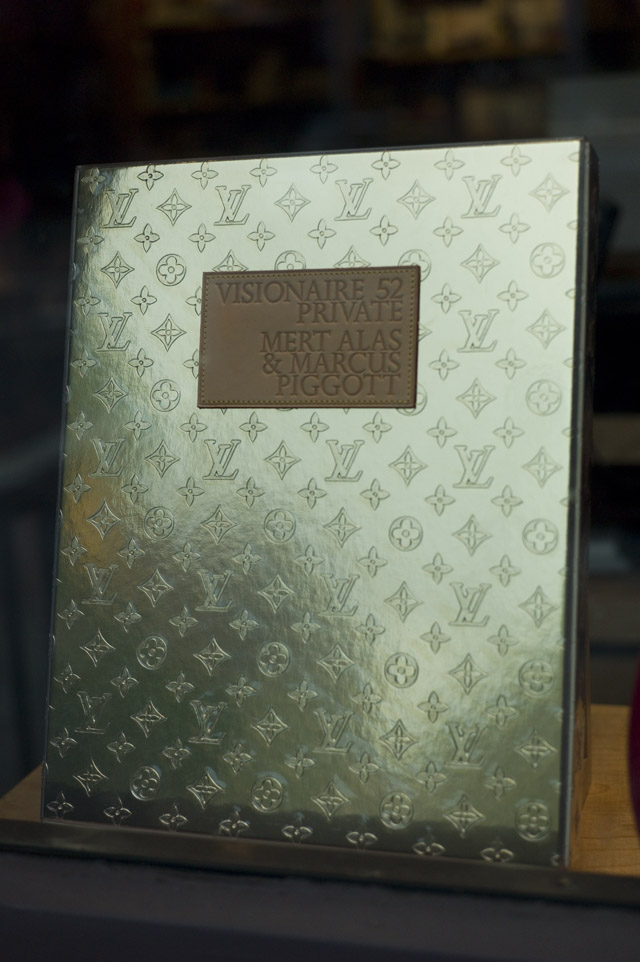 VISIONAIRE 52
PRIVATE
MERT ALAS
& MARCUS
PIGGOTT